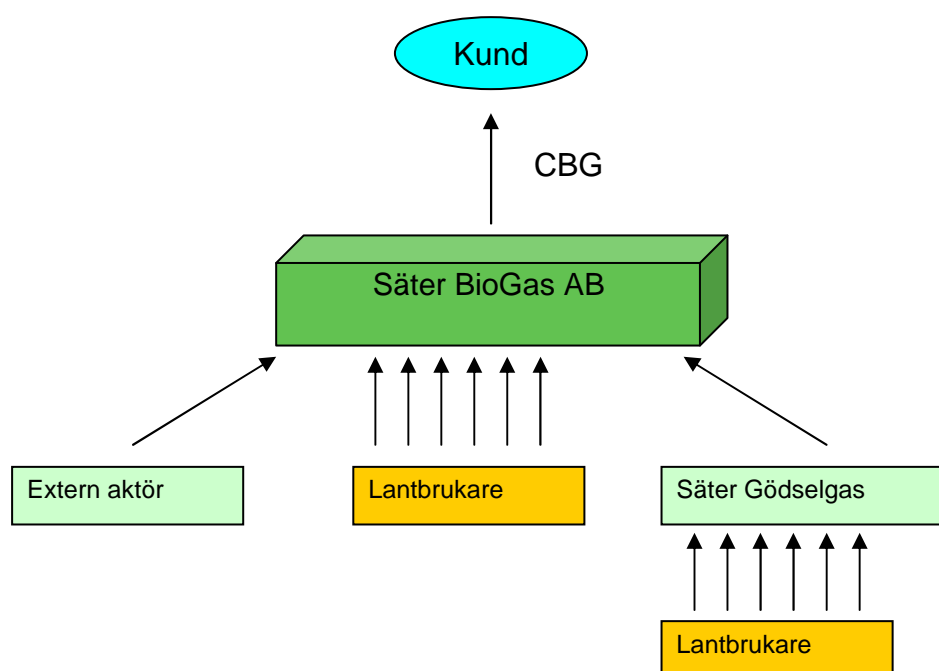 Kund
CBG
Säter BioGas AB
Extern aktör
Lantbrukare
Säter Gödselgas
Lantbrukare